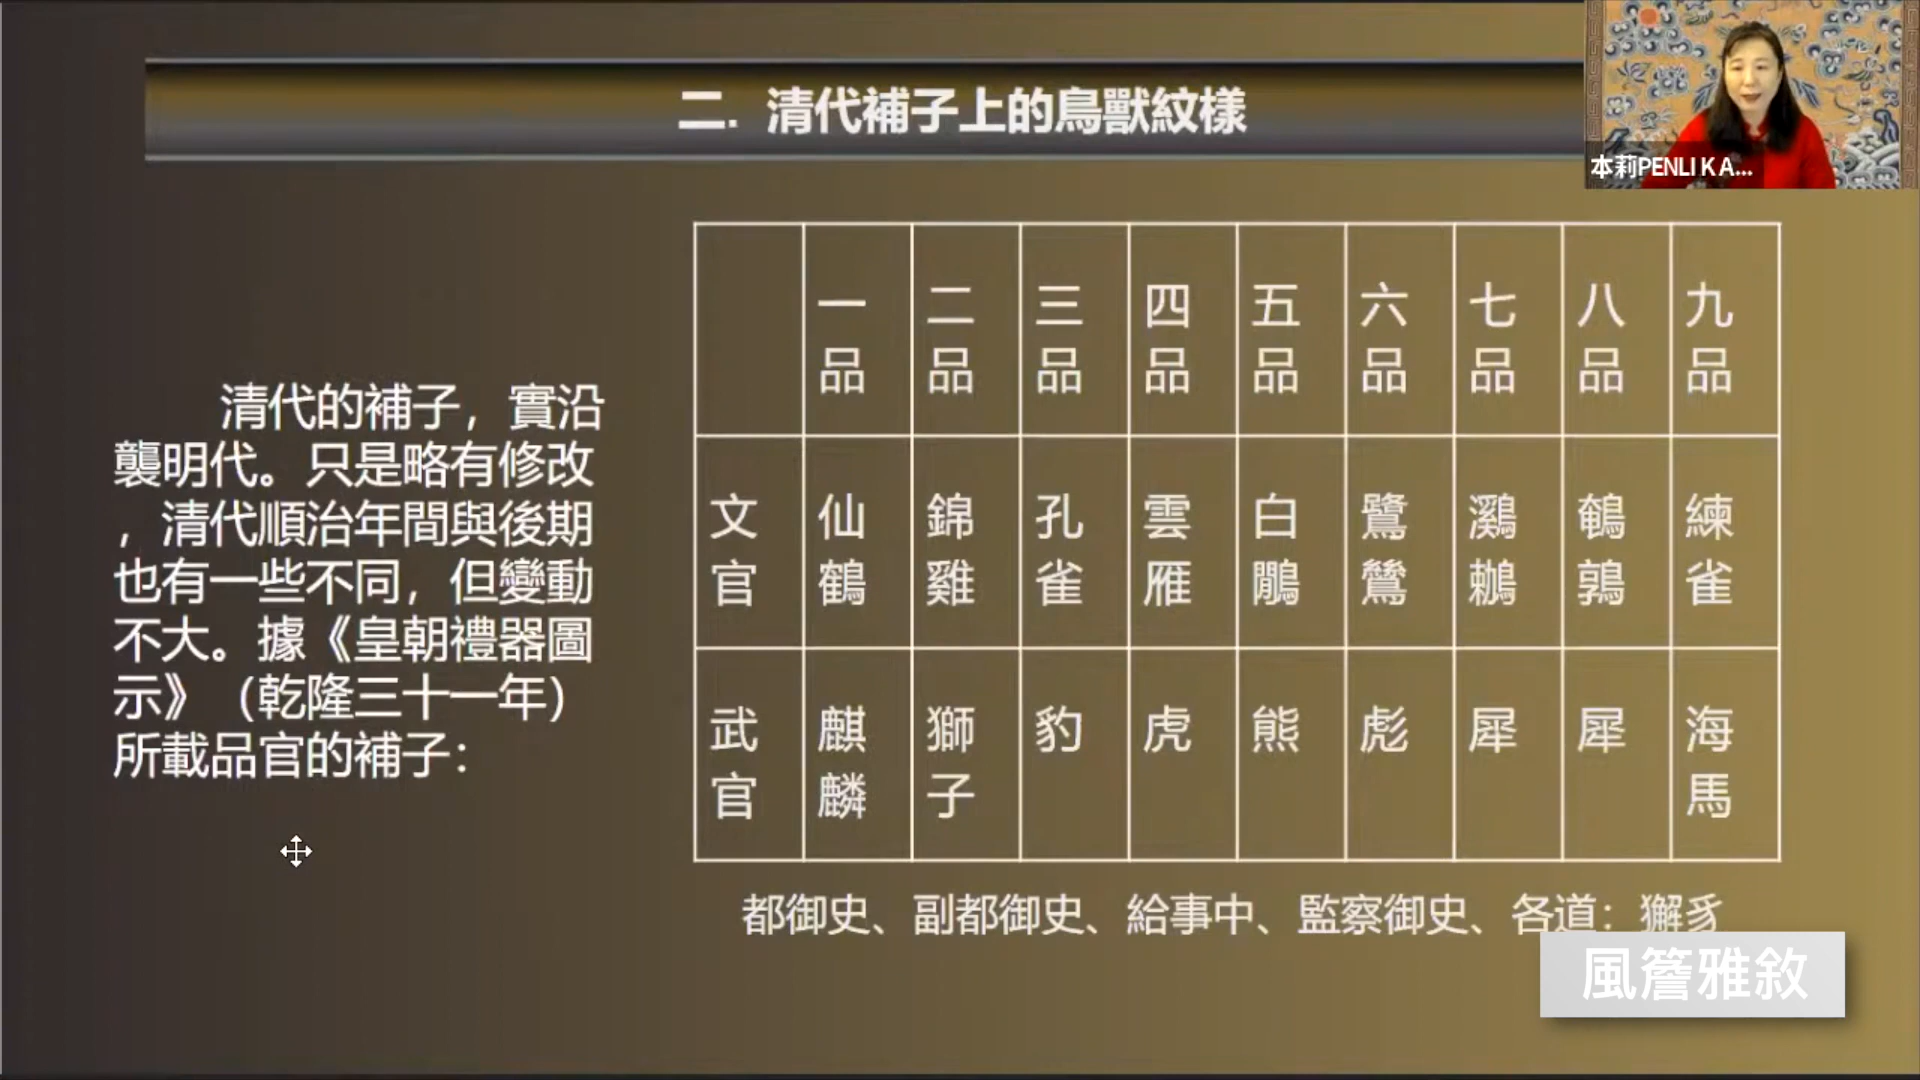 二. 清代補子上的鳥獸紋樣
本莉PENLI KA...
清代的補子，實沿
襲明代。只是略有修改
，清代順治年間與後期
也有一些不同，但變動
不大。據《皇朝禮器圖
示》（乾隆三十一年）
所載品官的補子：
一品 二品 三品 四品 五品 六品 七品 八品 九品
文官 仙鶴 錦雞 孔雀 雲雁 白鷴 鷺鶯 鸂鶒 鵪鶉 練雀
武官 麒麟 獅子 豹 虎 熊 彪 犀 犀 海馬
都御史、副都御史、給事中、監察御史、各道：獬豸
風簷雅敘